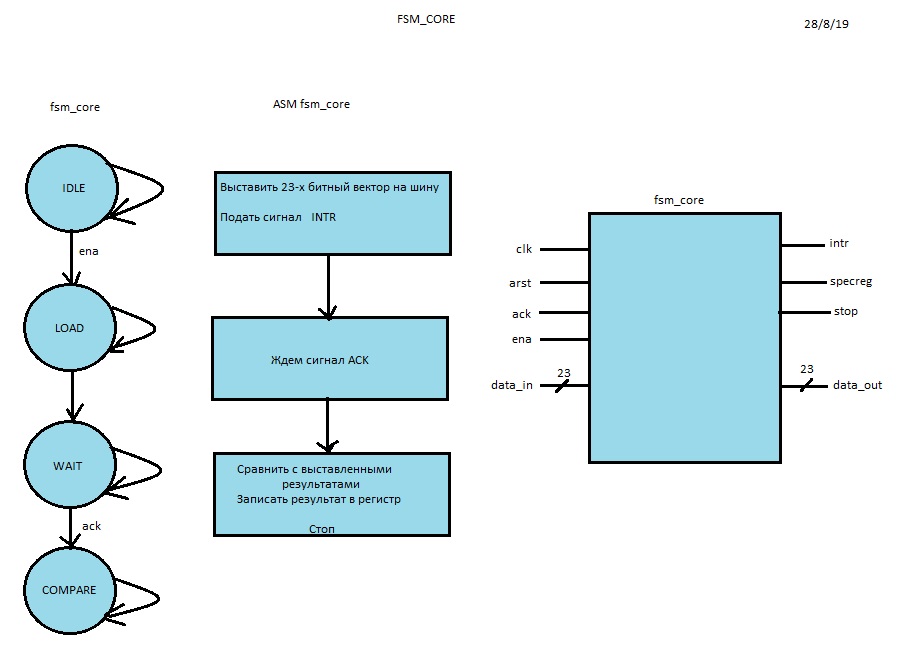 FSM_CORE
28/8/19
fsm_core
IDLE
ena
LOAD
WAIT
ack
COMPARE
ASM fsm_core
Выставить 23-х битный вектор на шину
Подать сигнал INTR
Ждем сигнал ACK
Сравнить с выставленными
результатами
Записать результат в регистр
Стоп
fsm_core
clk
arst
ack
ena
data_in
23
intr
specreg
stop
23
data_out